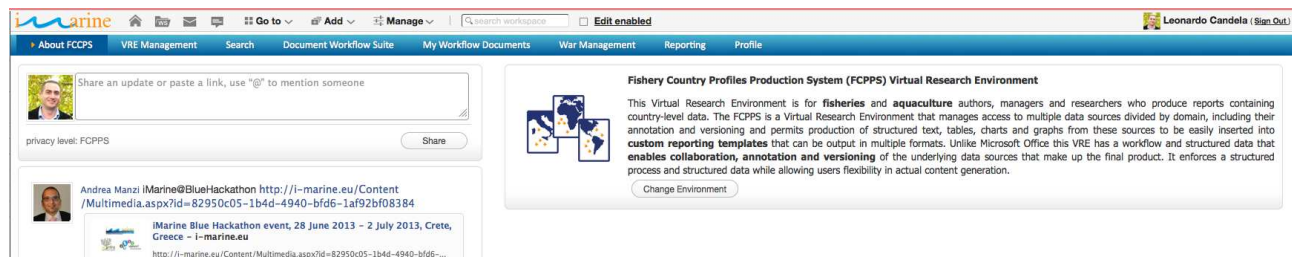 imarine Go to Add Manage search workspace Edit enabled Leonardo Candela (Sign Out)
About FCCPS VRE Management Search Document Workflow Suite My Workflow Documents War Management Reporting Profile
Share an update or paste a link, use "@" to mention someone
privacy level: FCPPS Share
Andrea Manzi iMarine@BlueHackathon http://i-marine.eu/Content
/Multimedia.aspx?id=82950c05-1b4d-4940-bfd6-1af92bf08384
iMarine Blue Hackathon event, 28 June 2013 - 2 July 2013, Crete,
Greece - i-marine.eu
http://i-marine.eu/Content/Multimedia.aspx?id=82950c05-1b4d-4940-bfd6-...
Fishery Country Profiles Production System (FCPPS) Virtual Research Environment
This Virtual Research Environment is for fisheries and aquaculture authors, managers and researchers who produce reports containing
country-level data. The FCPPS is a Virtual Research Environment that manages access to multiple data sources divided by domain, including their
annotation and versioning and permits production of structured text, tables, charts and graphs from these sources to be easily inserted into
custom reporting templates that can be output in multiple formats. Unlike Microsoft Office this VRE has a workflow and structured data that
enables collaboration, annotation and versioning of the underlying data sources that make up the final product. It enforces a structured
process and structured data while allowing users flexibility in actual content generation.
Change Environment